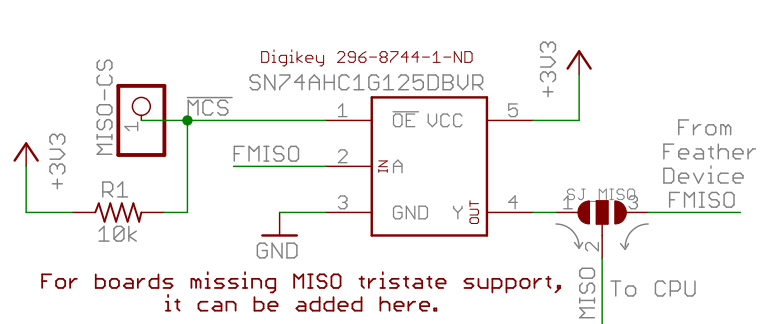 Digikey 296-8744-1-ND
SN74AHC1G125DBVR
MISO-CS
1
MCS
+3V3
R1
10k
FMISO
GND
1
2
3
OE VCC
IN A
GND Y OUT
5
4
+3V3
SJ MISO
1 3
2
From
Feather
Device
FMISO
MISO
To CPU
For boards missing MISO tristate support,
it can be added here.